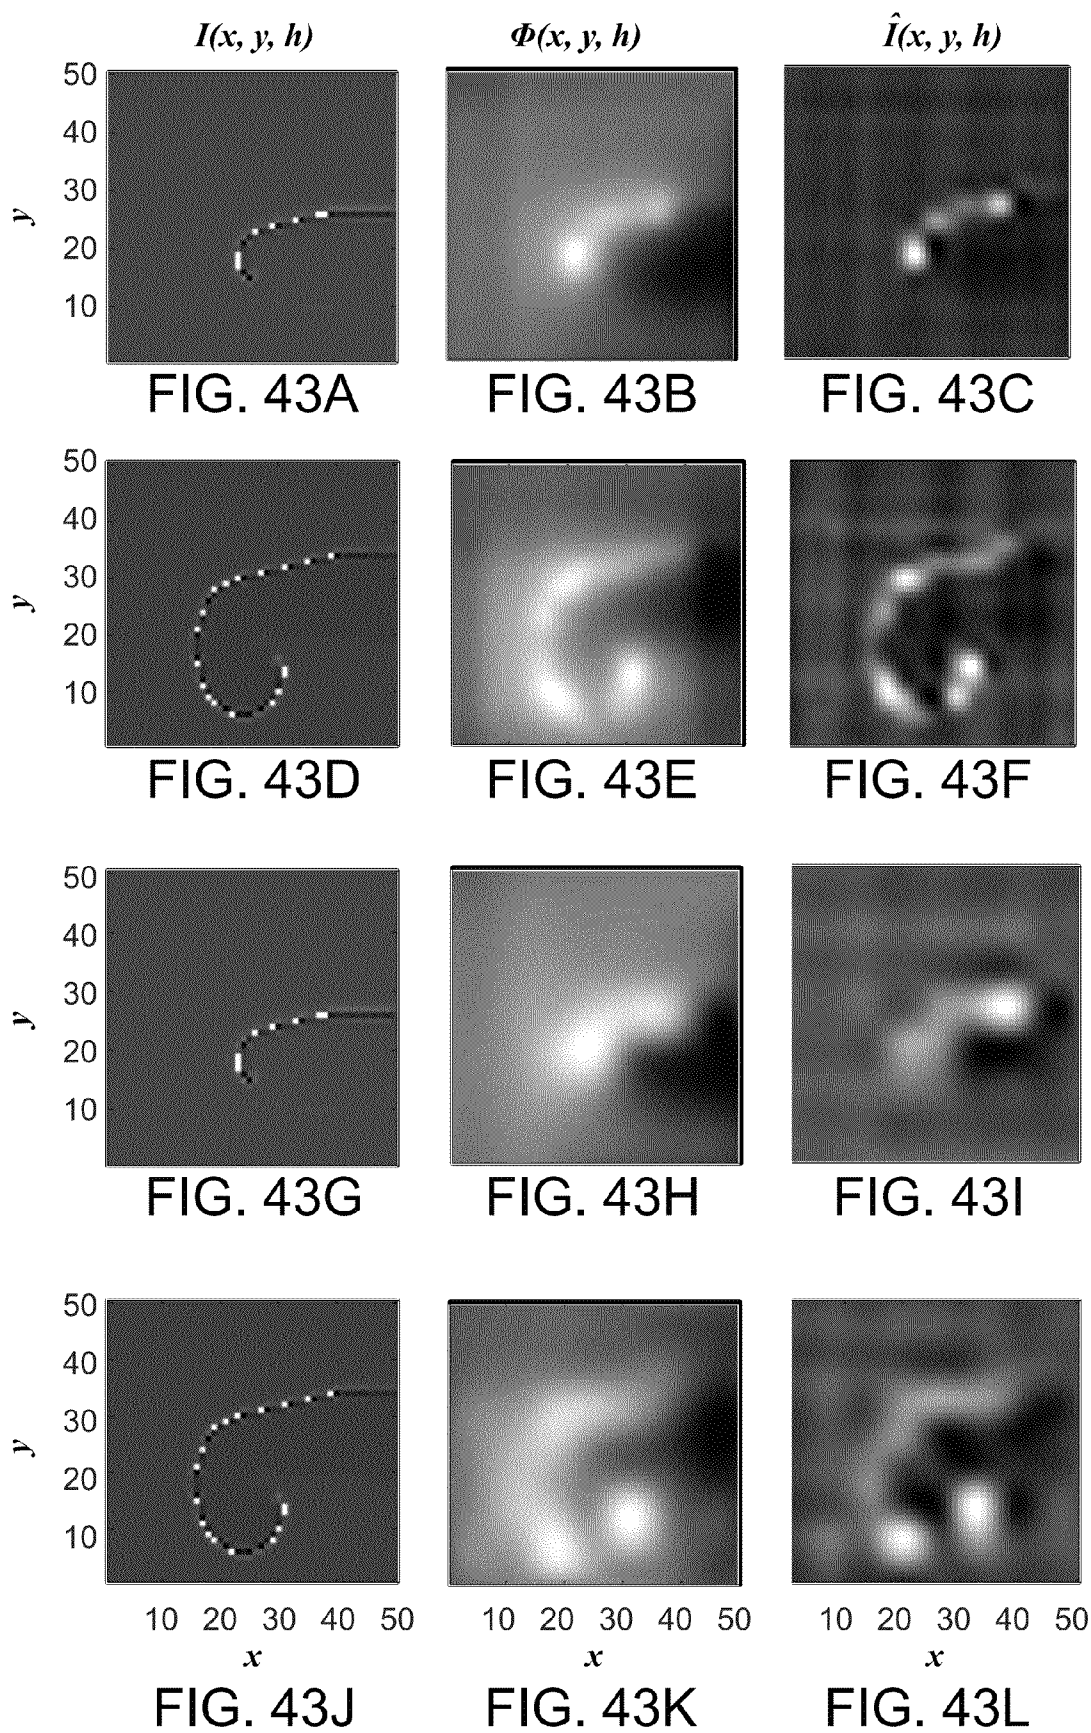 I(x, y, h) Φ(x, y, h) Î(x, y, h)
50
40
30
20
10
y
FIG. 43A FIG. 43B FIG. 43C
50
40
30
20
10
y
FIG. 43D FIG. 43E FIG. 43F
50
40
30
20
10
y
FIG. 43G FIG. 43H FIG. 43I
50
40
30
20
10
y
10 20 30 40 50 10 20 30 40 50 10 20 30 40 50
x x x
FIG. 43J FIG. 43K FIG. 43L